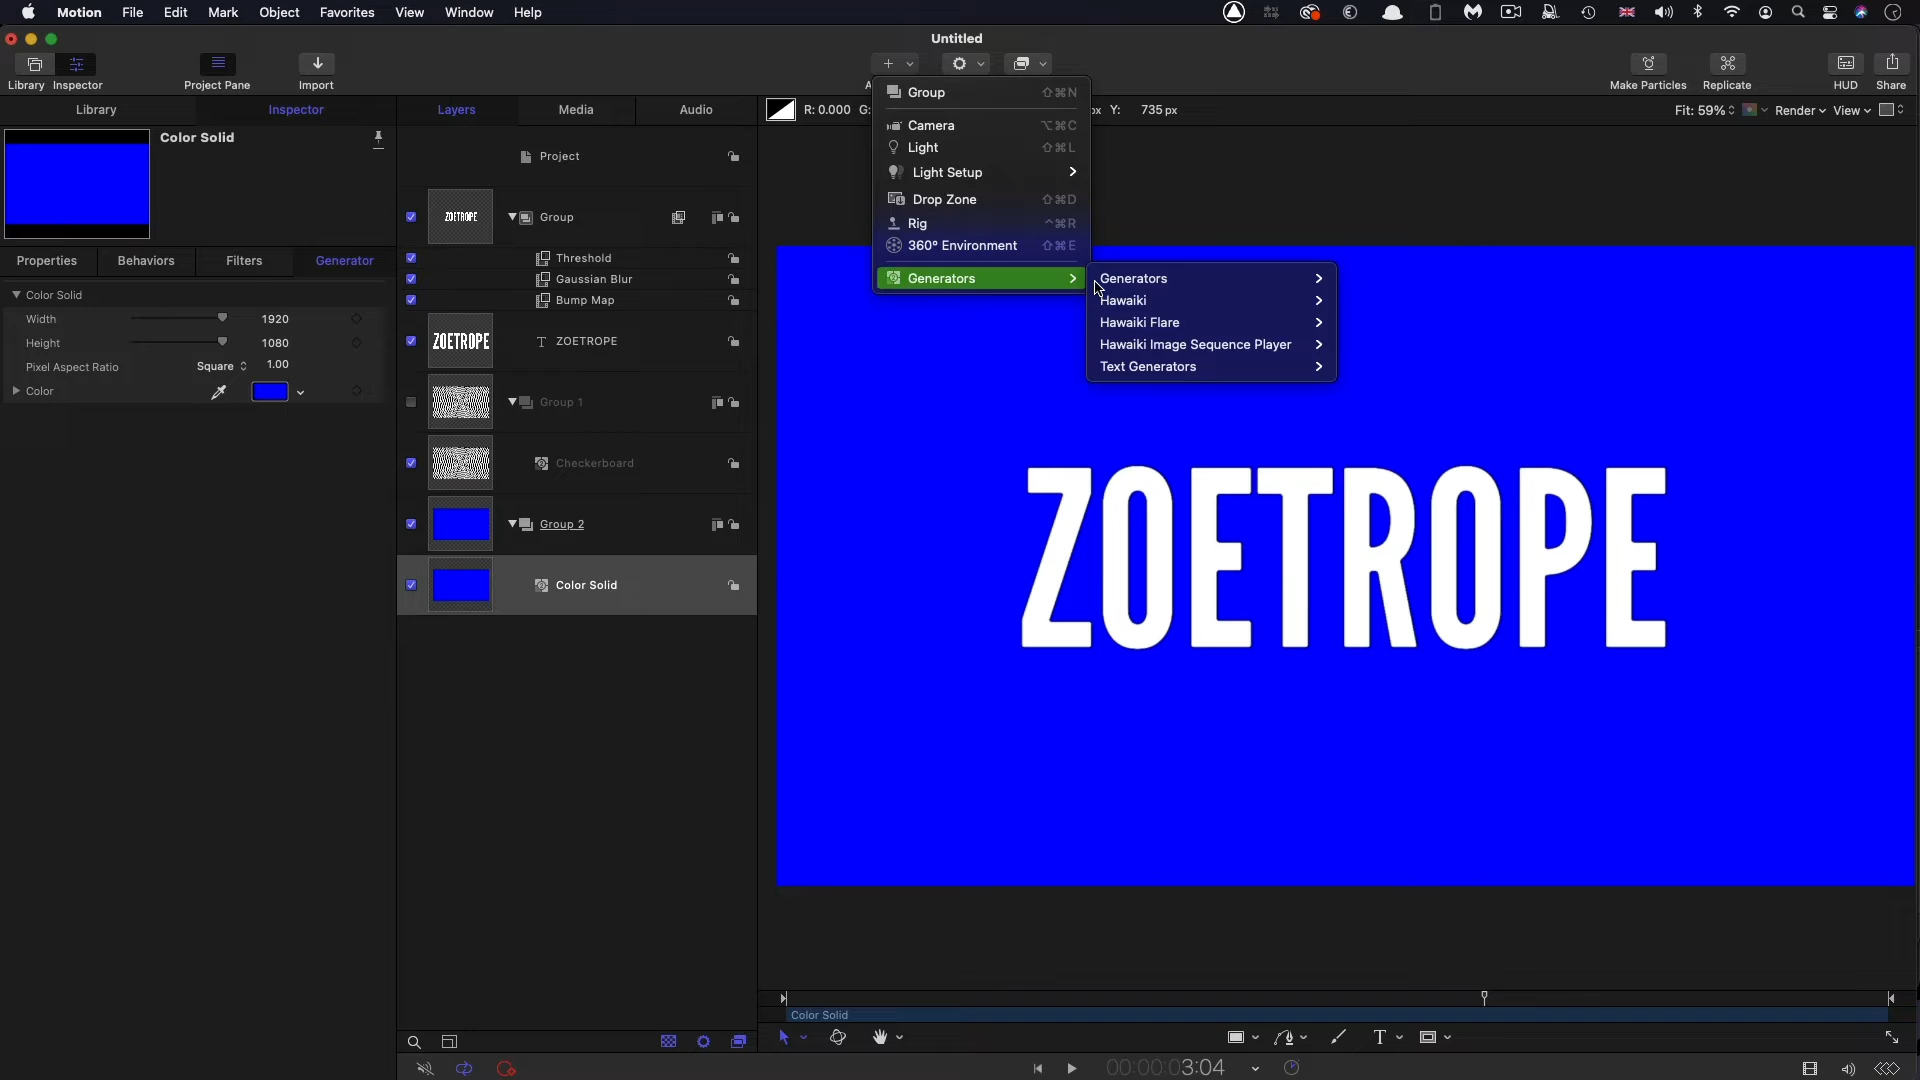 Motion File Edit Mark Object Favorites View Window Help
Untitled
Library Inspector Project Pane Import Make Particles Replicate HUD Share
Library Inspector Layers Media Audio R: 0.000 G: px Y: 735 px Fit: 59% Render View
Color Solid
Properties Behaviors Filters Generator
Color Solid
Width 1920
Height 1080
Pixel Aspect Ratio Square 1.00
Color
Project
ZOETROPE Group
Threshold
Gaussian Blur
Bump Map
ZOETROPE ZOETROPE
Group 1
Checkerboard
Group 2
Color Solid
Group ⇧⌘N
Camera ⌥⌘C
Light ⇧⌘L
Light Setup
Drop Zone ⇧⌘D
Rig ^⌘R
360° Environment ⇧⌘E
Generators
Generators
Hawaiki
Hawaiki Flare
Hawaiki Image Sequence Player
Text Generators
ZOETROPE
Color Solid
T
00:00:03:04